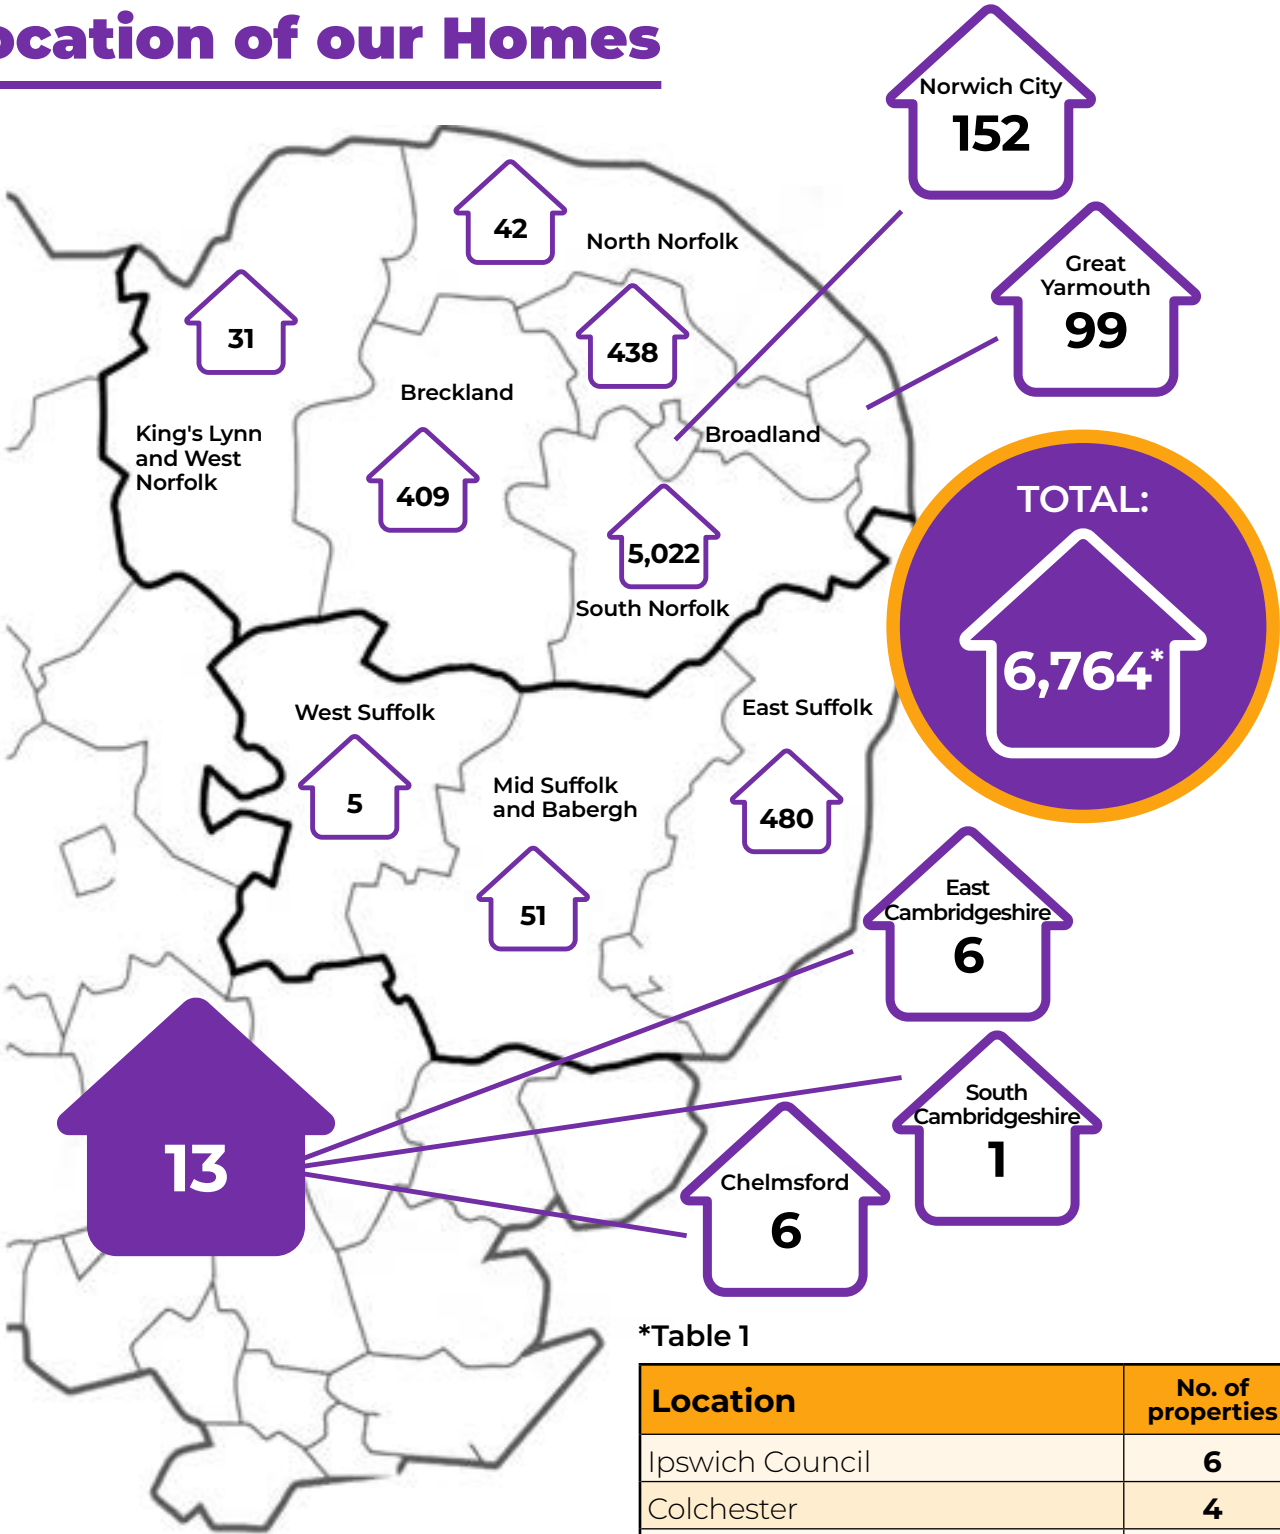 ocation of our Homes
Norwich City
152
Great
Yarmouth
99
42
North Norfolk
31
438
Breckland
King's Lynn
and West
Norfolk
Broadland
409
5,022
South Norfolk
TOTAL:
6,764*
West Suffolk
5
East Suffolk
480
Mid Suffolk
and Babergh
51
East
Cambridgeshire
6
South
Cambridgeshire
1
13
Chelmsford
6
*Table 1
Location
No. of
properties
Ipswich Council
6
Colchester
4